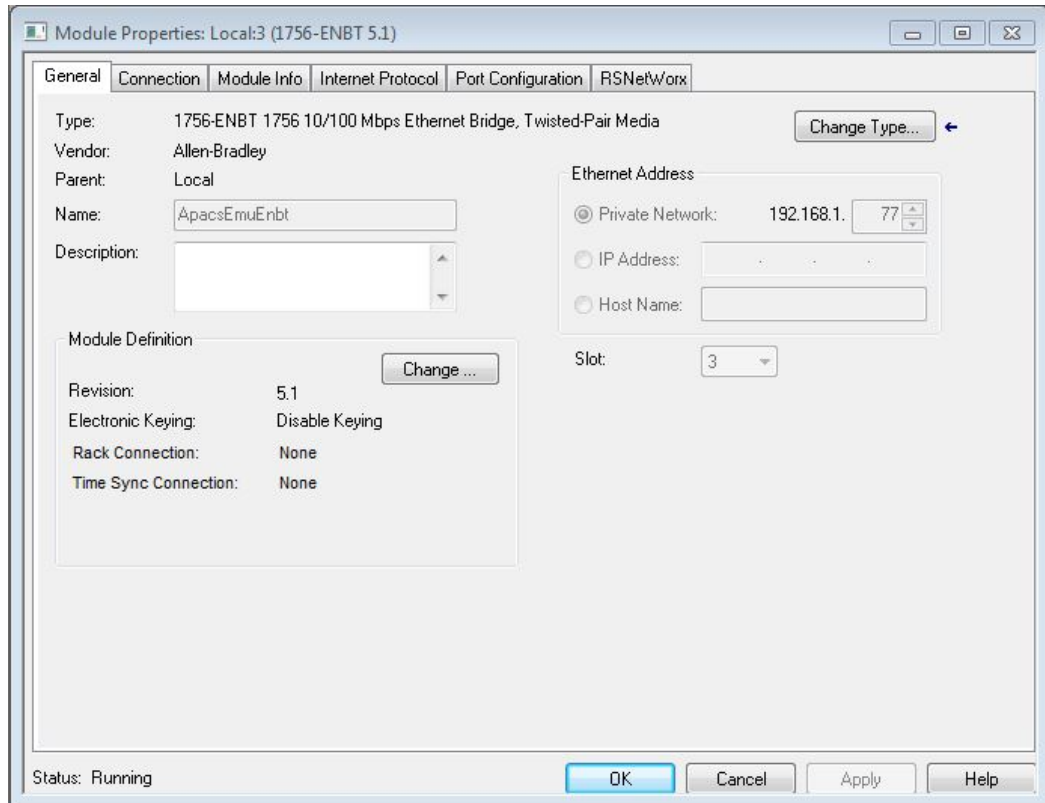 Module Properties: Local:3 (1756-ENBT 5.1)
General Connection Module Info Internet Protocol Port Configuration RSNetWorx
Type: 1756-ENBT 1756 10/100 Mbps Ethernet Bridge, Twisted-Pair Media
Change Type...
Vendor: Allen-Bradley
Parent: Local
Name: ApacsEmuEnbt
Description:
Ethernet Address
Private Network: 192.168.1. 77
IP Address: . . .
Host Name:
Module Definition
Change ...
Revision: 5.1
Electronic Keying: Disable Keying
Rack Connection: None
Time Sync Connection: None
Slot: 3
Status: Running
OK Cancel Apply Help